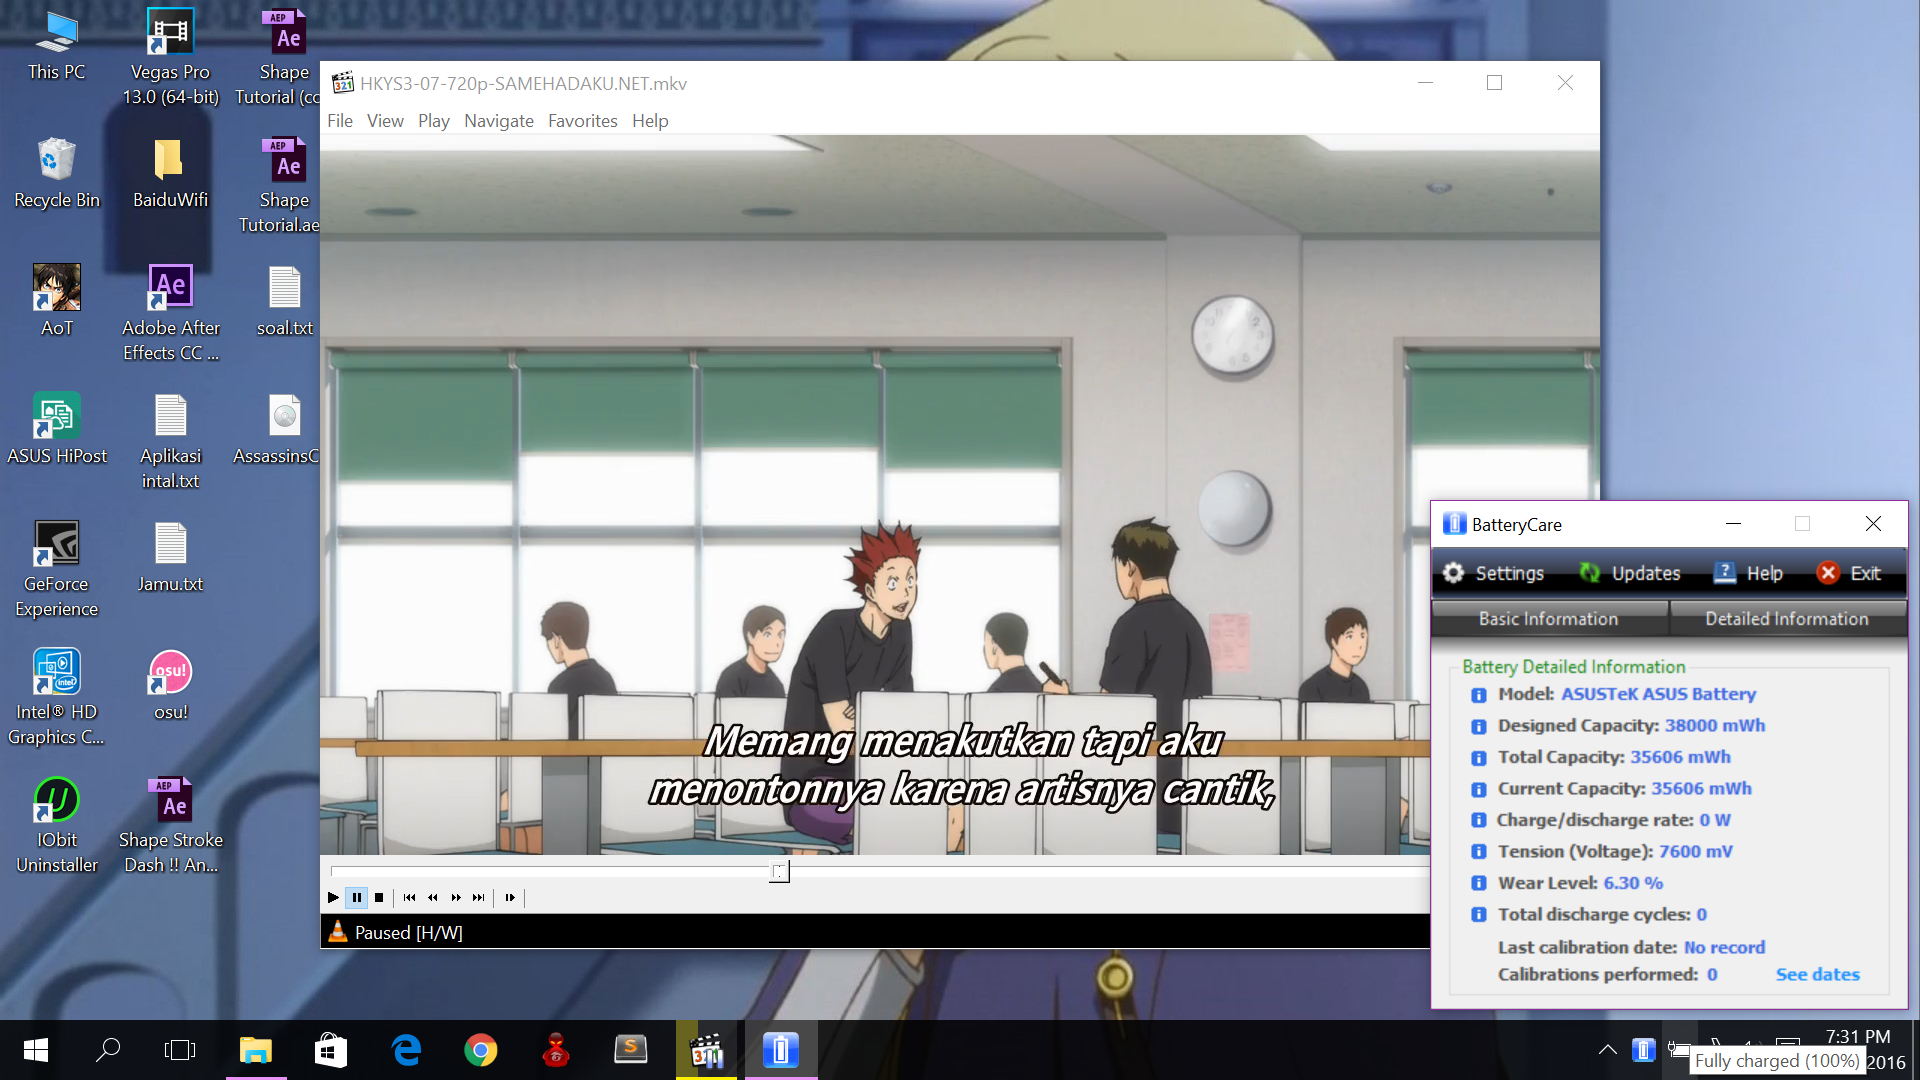 This PC
Vegas Pro
13.0 (64-bit)
AEP
Ae
Shape
Tutorial (cc
Recycle Bin
BaiduWifi
AEP
Ae
Shape
Tutorial.ae
AoT
Ae
Adobe After
Effects CC ...
soal.txt
ASUS HiPost
Aplikasi
intal.txt
AssassinsC
GeForce
Experience
Jamu.txt
intel
Intel® HD
Graphics C...
osu!
osu!
IObit
Uninstaller
AEP
Ae
Shape Stroke
Dash !! An...
321
HKYS3-07-720p-SAMEHADAKU.NET.mkv
File View Play Navigate Favorites Help
Memang menakutkan tapi aku
menontonnya karena artisnya cantik,
Paused [H/W]
BatteryCare
Settings Updates Help Exit
Basic Information Detailed Information
Battery Detailed Information
Model: ASUSTeK ASUS Battery
Designed Capacity: 38000 mWh
Total Capacity: 35606 mWh
Current Capacity: 35606 mWh
Charge/discharge rate: 0 W
Tension (Voltage): 7600 mV
Wear Level: 6.30 %
Total discharge cycles: 0
Last calibration date: No record
Calibrations performed: 0 See dates
S
321
7:31 PM
2016
Fully charged (100%)